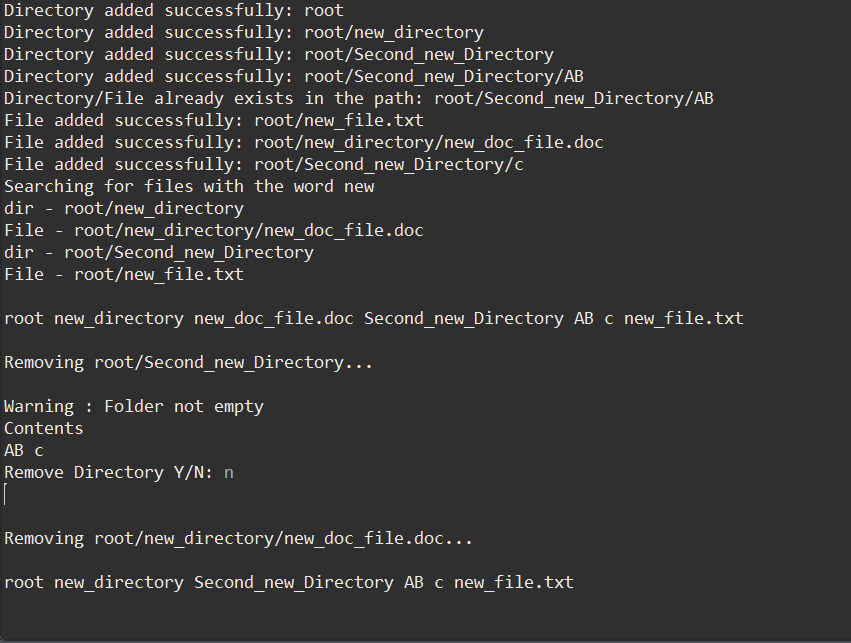 Directory added successfully: root
Directory added successfully: root/new_directory
Directory added successfully: root/Second_new_Directory
Directory added successfully: root/Second_new_Directory/AB
Directory/File already exists in the path: root/Second_new_Directory/AB
File added successfully: root/new_file.txt
File added successfully: root/new_directory/new_doc_file.doc
File added successfully: root/Second_new_Directory/c
Searching for files with the word new
dir - root/new_directory
File - root/new_directory/new_doc_file.doc
dir - root/Second_new_Directory
File - root/new_file.txt
root new_directory new_doc_file.doc Second_new_Directory AB c new_file.txt
Removing root/Second_new_Directory...
Warning : Folder not empty
Contents
AB c
Remove Directory Y/N: n
Removing root/new_directory/new_doc_file.doc...
root new_directory Second_new_Directory AB c new_file.txt